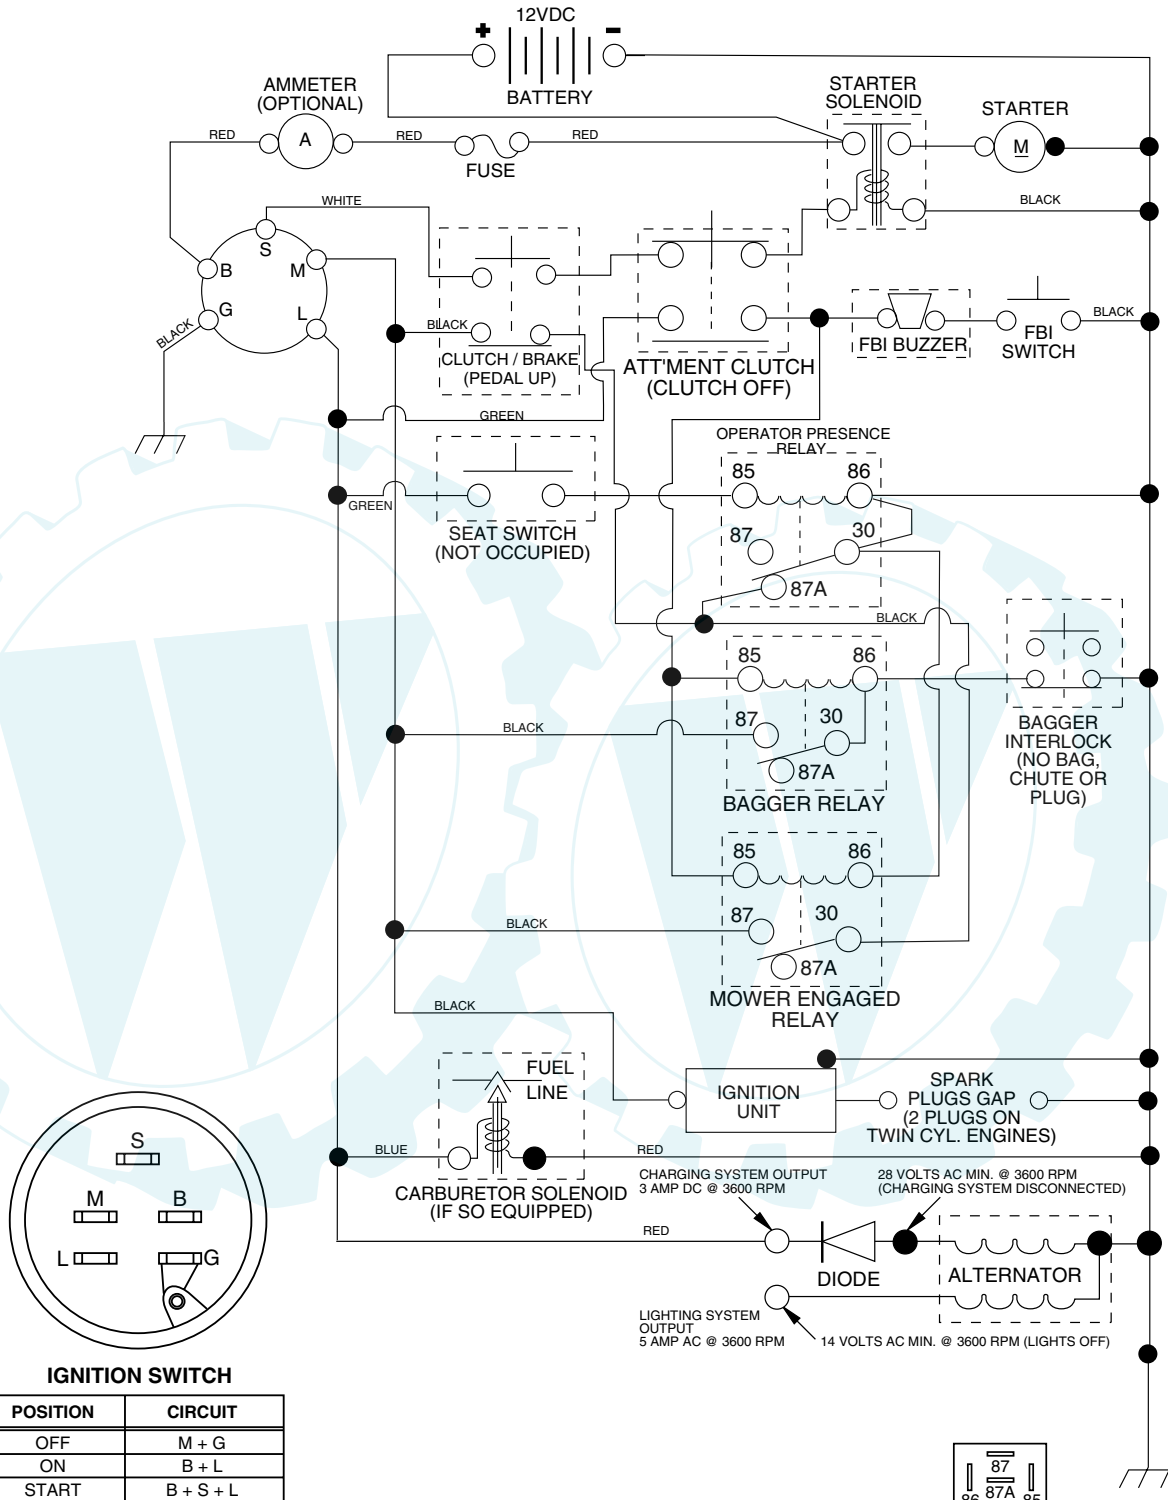 12VDC
+
-
BATTERY
AMMETER
(OPTIONAL)
STARTER
SOLENOID
STARTER
RED
A
RED
FUSE
RED
M
WHITE
BLACK
S
B
M
G
L
BLACK
BLACK
CLUTCH / BRAKE
(PEDAL UP)
ATT'MENT CLUTCH
(CLUTCH OFF)
FBI BUZZER
FBI
SWITCH
BLACK
GREEN
OPERATOR PRESENCE
RELAY
85
86
GREEN
SEAT SWITCH
(NOT OCCUPIED)
87
30
87A
BLACK
85
86
BLACK
87
30
87A
BAGGER RELAY
BAGGER
INTERLOCK
(NO BAG,
CHUTE OR
PLUG)
85
86
BLACK
87
30
87A
MOWER ENGAGED
RELAY
BLACK
FUEL
LINE
IGNITION
UNIT
SPARK
PLUGS GAP
(2 PLUGS ON
TWIN CYL. ENGINES)
BLUE
RED
CARBURETOR SOLENOID
(IF SO EQUIPPED)
CHARGING SYSTEM OUTPUT
3 AMP DC @ 3600 RPM
28 VOLTS AC MIN. @ 3600 RPM
(CHARGING SYSTEM DISCONNECTED)
RED
DIODE
ALTERNATOR
LIGHTING SYSTEM
OUTPUT
5 AMP AC @ 3600 RPM
14 VOLTS AC MIN. @ 3600 RPM (LIGHTS OFF)
S
M
B
L
G
IGNITION SWITCH
POSITION CIRCUIT
OFF M + G
ON B + L
START B + S + L
87
86 87A 85